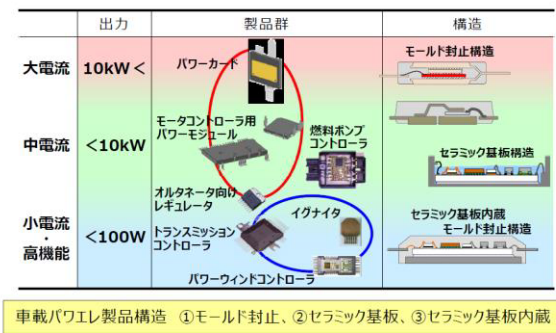 出力
製品群
構造
大電流
10kW<
パワーカード
モールド封止構造
中電流
<10kW
モータコントローラ用
パワーモジュール
燃料ポンプ
コントローラ
セラミック基板構造
オルタネータ向け
レギュレータ
小電流
・
高機能
<100W
トランスミッション
コントローラ
イグナイタ
パワーウィンドコントローラ
セラミック基板内蔵
モールド封止構造
車載パワエレ製品構造 ①モールド封止、②セラミック基板、③セラミック基板内蔵